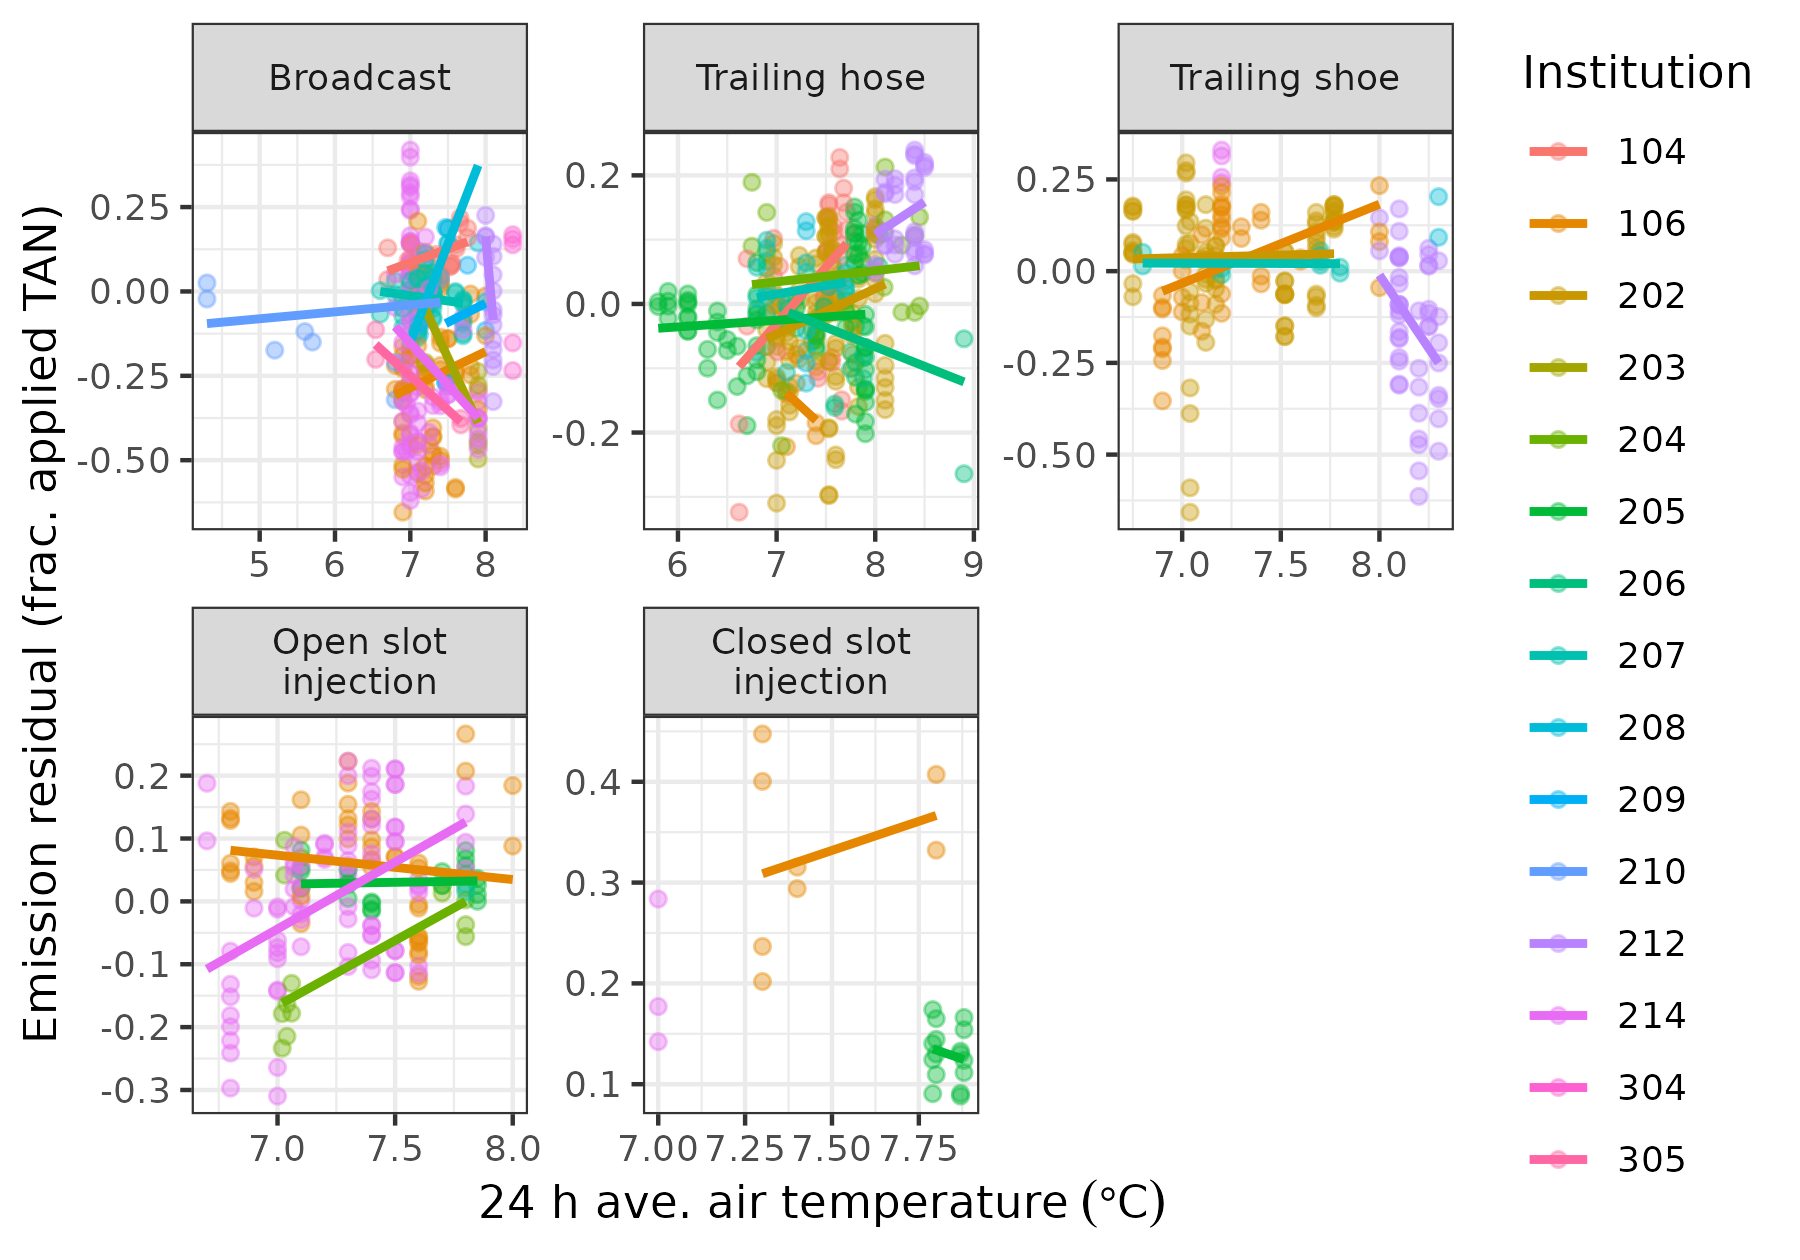 Broadcast
Trailing hose
Trailing shoe
Institution
104
106
202
203
204
205
206
207
208
209
210
212
214
304
305
Emission residual (frac. applied TAN)
0.25
0.00
-0.25
-0.50
5 6 7 8
0.2
0.0
-0.2
6 7 8 9
0.25
0.00
-0.25
-0.50
7.0 7.5 8.0
Open slot
injection
Closed slot
injection
0.2
0.1
0.0
-0.1
-0.2
-0.3
7.0 7.5 8.0
0.4
0.3
0.2
0.1
7.00 7.25 7.50 7.75
24 h ave. air temperature (°C)